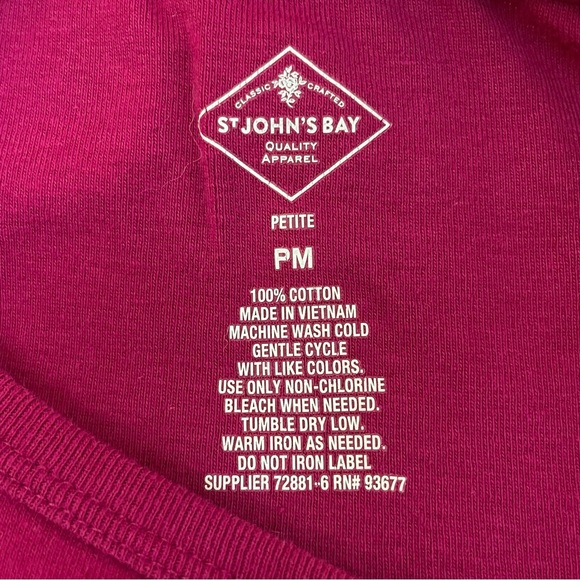 CLASSIC CRAFTED
ST JOHN'S BAY
QUALITY
APPAREL
PETITE
PM
100% COTTON
MADE IN VIETNAM
MACHINE WASH COLD
GENTLE CYCLE
WITH LIKE COLORS.
USE ONLY NON-CHLORINE
BLEACH WHEN NEEDED.
TUMBLE DRY LOW.
WARM IRON AS NEEDED.
DO NOT IRON LABEL
SUPPLIER 72881-6 RN# 93677